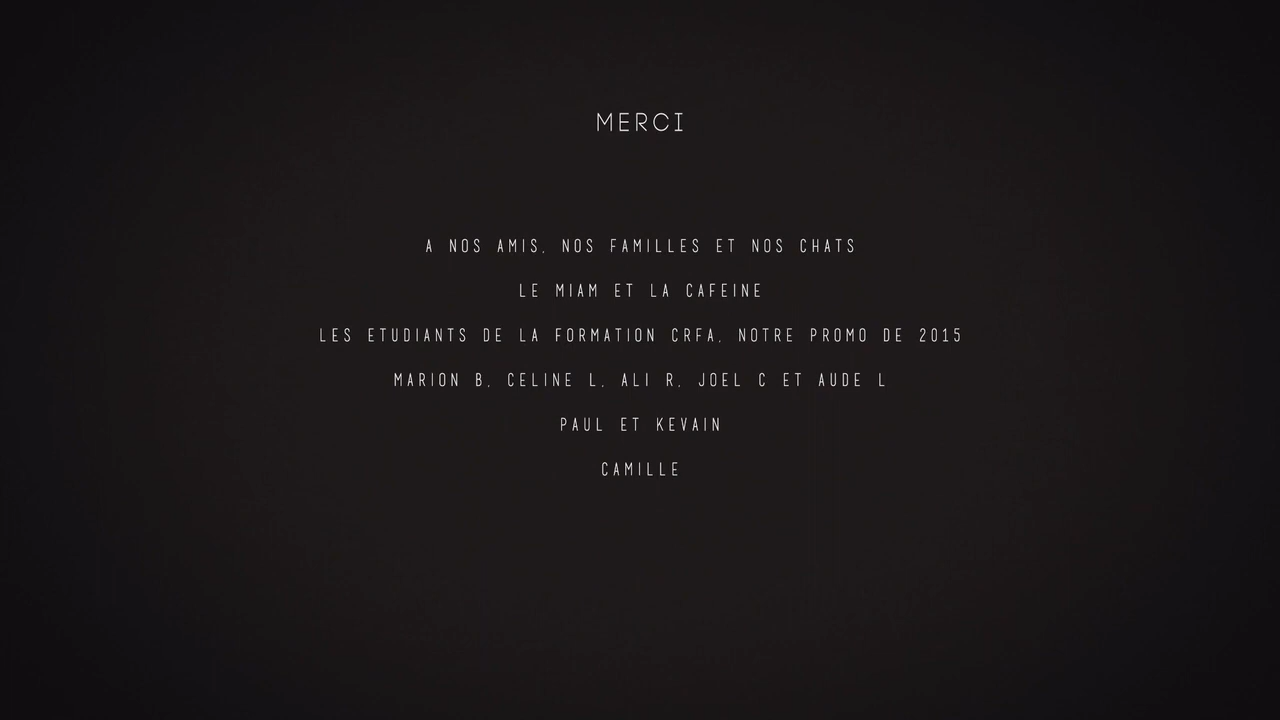 MERCI
A NOS AMIS, NOS FAMILLES ET NOS CHATS
LE MIAM ET LA CAFEINE
LES ETUDIANTS DE LA FORMATION CRFA, NOTRE PROMO DE 2015
MARION B, CELINE L, ALI R, JOEL C ET AUDE L
PAUL ET KEVAIN
CAMILLE